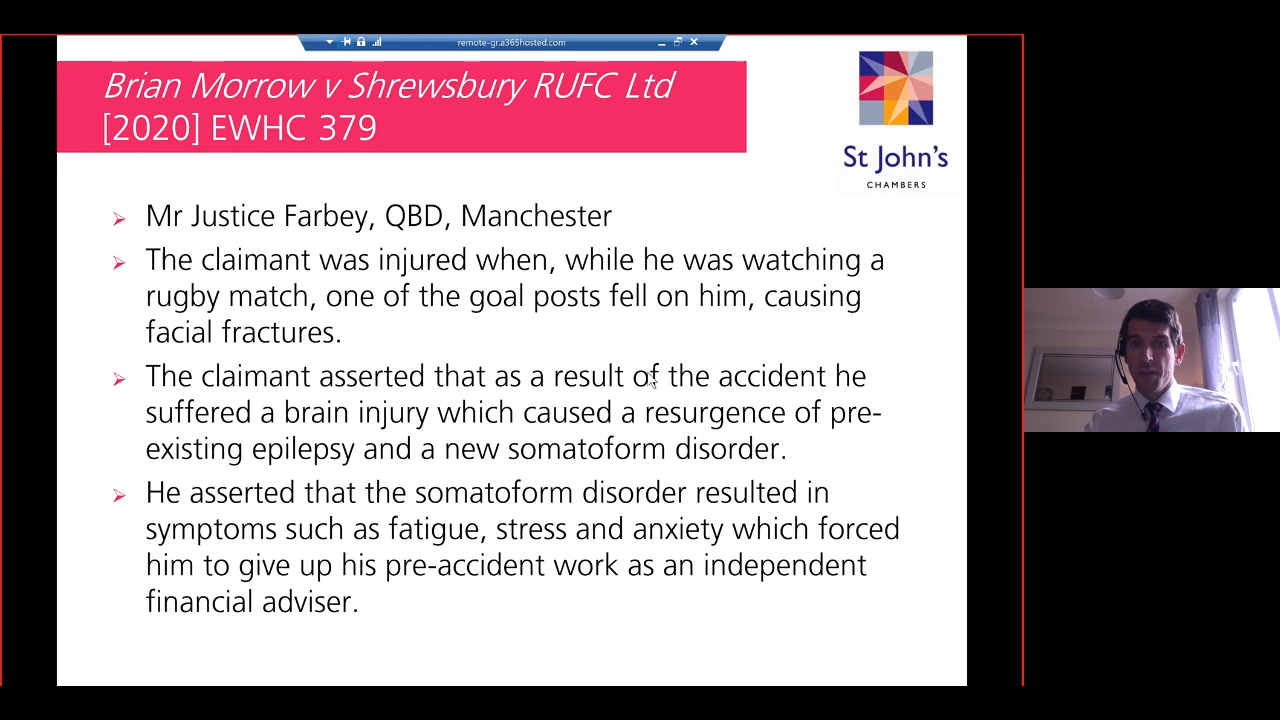 remote-gr.a365hosted.com
Brian Morrow v Shrewsbury RUFC Ltd
[2020] EWHC 379
St John's
CHAMBERS
Mr Justice Farbey, QBD, Manchester
The claimant was injured when, while he was watching a
rugby match, one of the goal posts fell on him, causing
facial fractures.
The claimant asserted that as a result of the accident he
suffered a brain injury which caused a resurgence of pre-
existing epilepsy and a new somatoform disorder.
He asserted that the somatoform disorder resulted in
symptoms such as fatigue, stress and anxiety which forced
him to give up his pre-accident work as an independent
financial adviser.